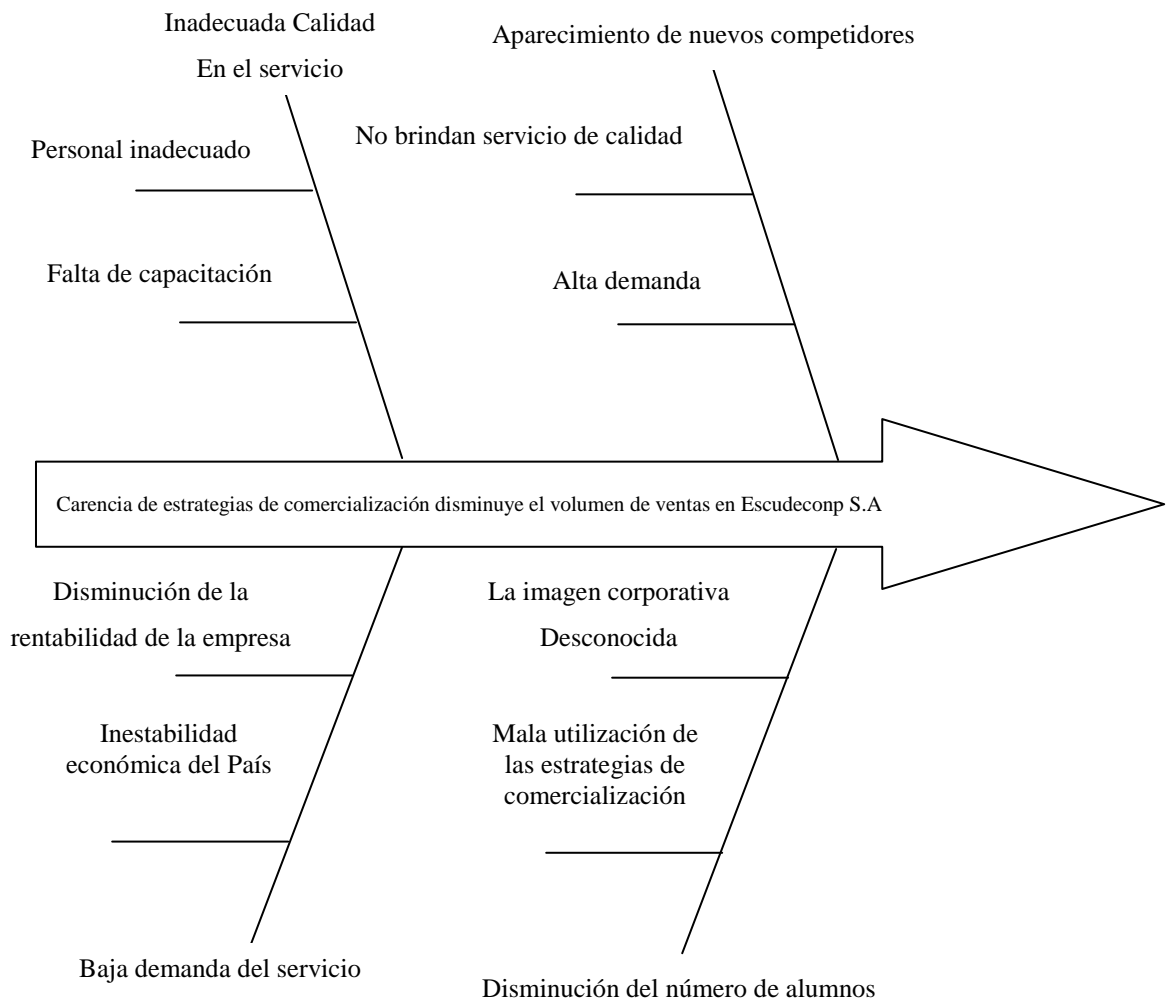 Inadecuada Calidad
En el servicio
Aparecimiento de nuevos competidores
Personal inadecuado
No brindan servicio de calidad
Falta de capacitación
Alta demanda
Carencia de estrategias de comercialización disminuye el volumen de ventas en Escudeconp S.A
Disminución de la
rentabilidad de la empresa
La imagen corporativa
Desconocida
Inestabilidad
económica del País
Mala utilización de
las estrategias de
comercialización
Baja demanda del servicio
Disminución del número de alumnos